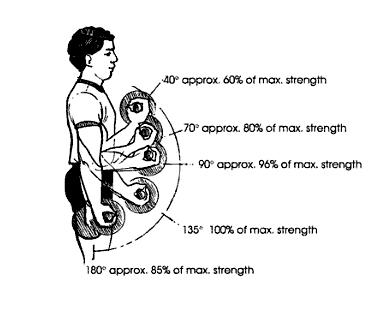 40° approx. 60% of max. strength
70° approx. 80% of max. strength
90° approx. 96% of max. strength
135° 100% of max. strength
180° approx. 85% of max. strength